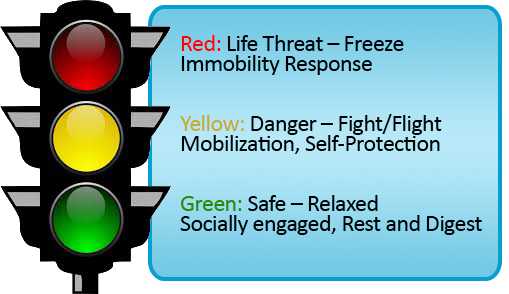 Red: Life Threat – Freeze
Immobility Response
Yellow: Danger – Fight/Flight
Mobilization, Self-Protection
Green: Safe – Relaxed
Socially engaged, Rest and Digest